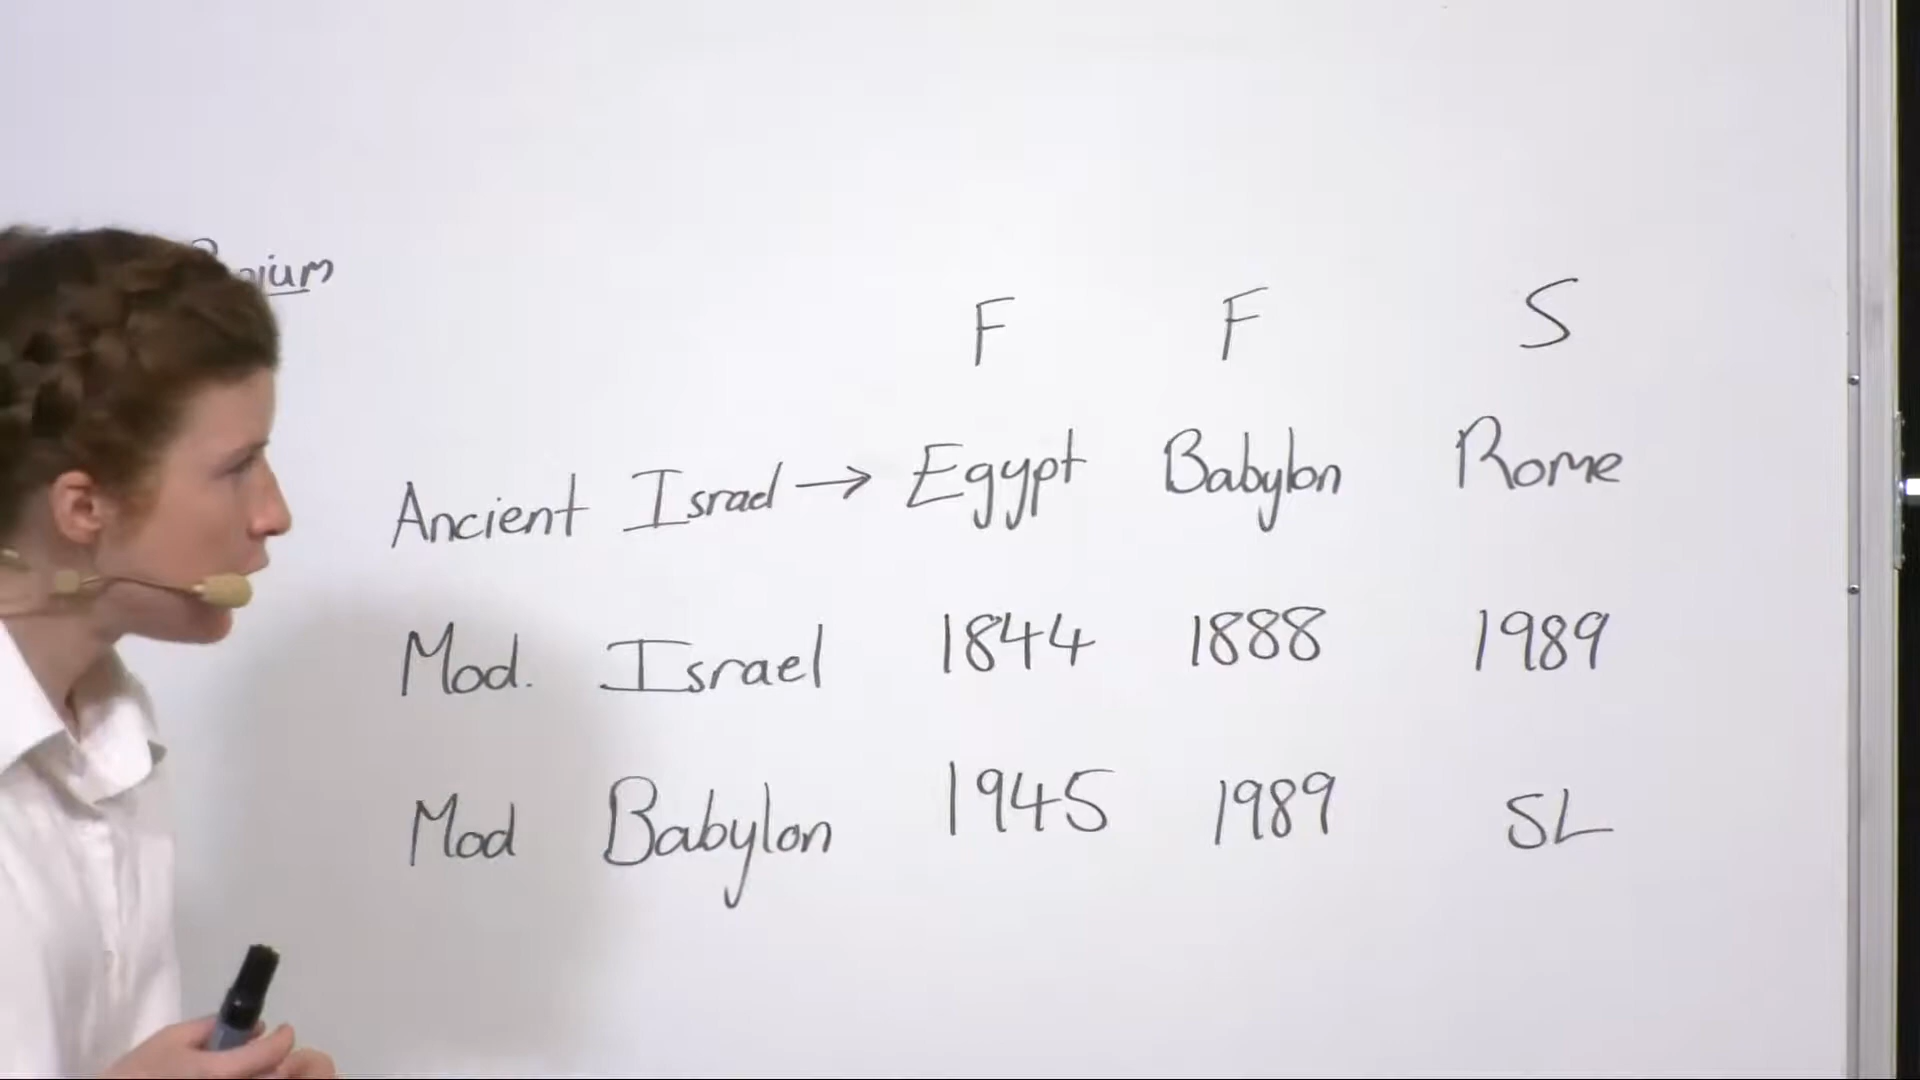 F F S
Ancient Israel → Egypt Babylon Rome
Mod. Israel 1844 1888 1989
Mod Babylon 1945 1989 SL